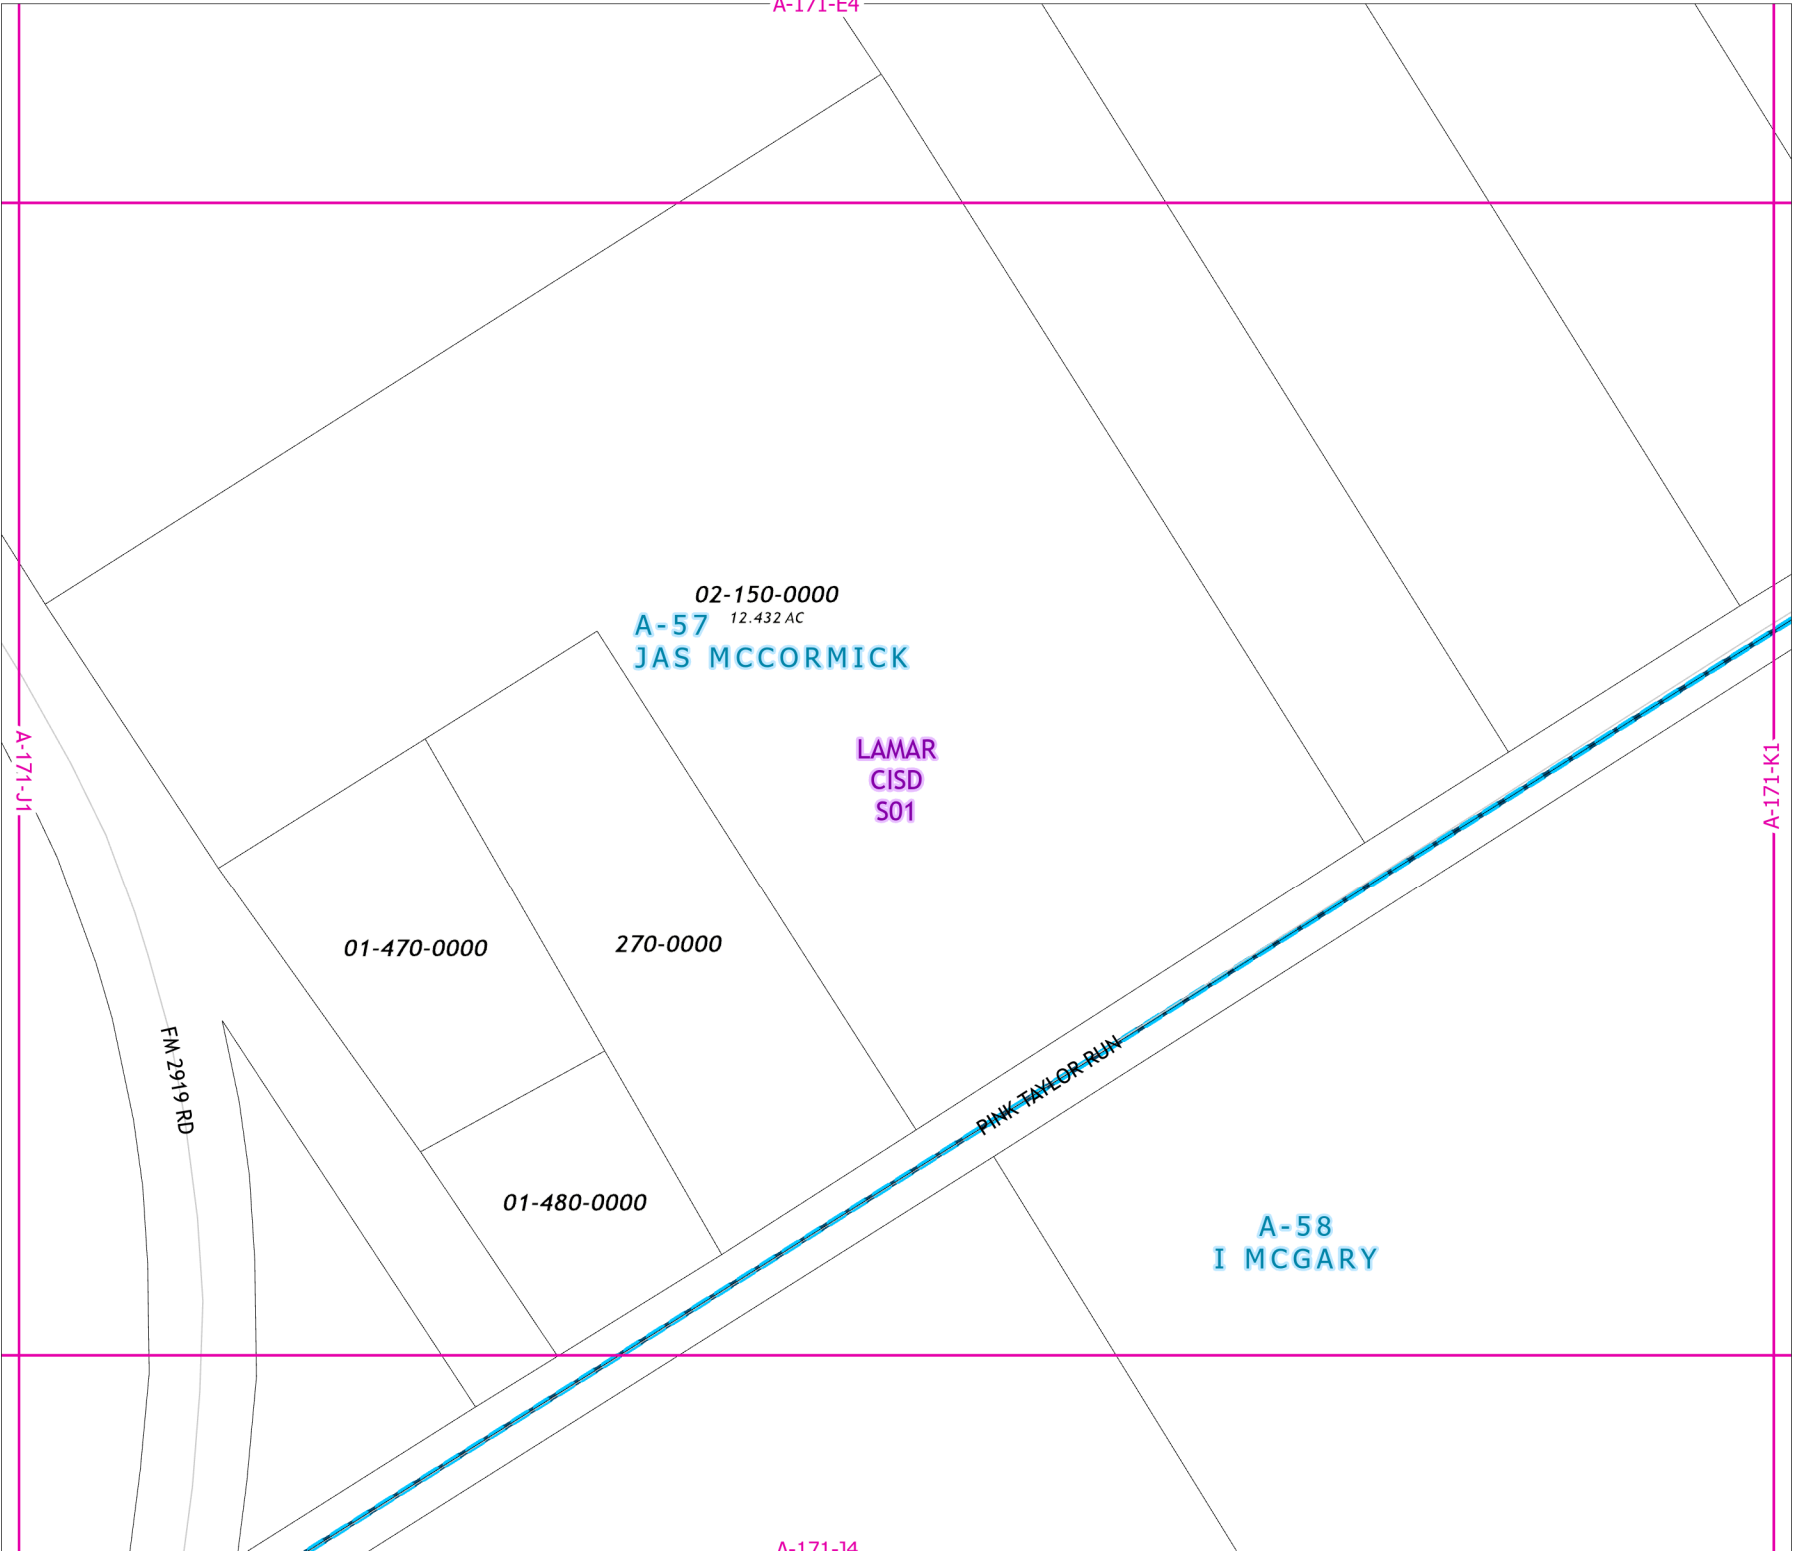 A-171-E4
02-150-0000
12.432 AC
A-57
JAS MCCORMICK
LAMAR
CISD
S01
A-171-J1
A-171-K1
01-470-0000
270-0000
FM 2919 RD
PINK TAYLOR RUN
01-480-0000
A-58
I MCGARY
A-171-J4